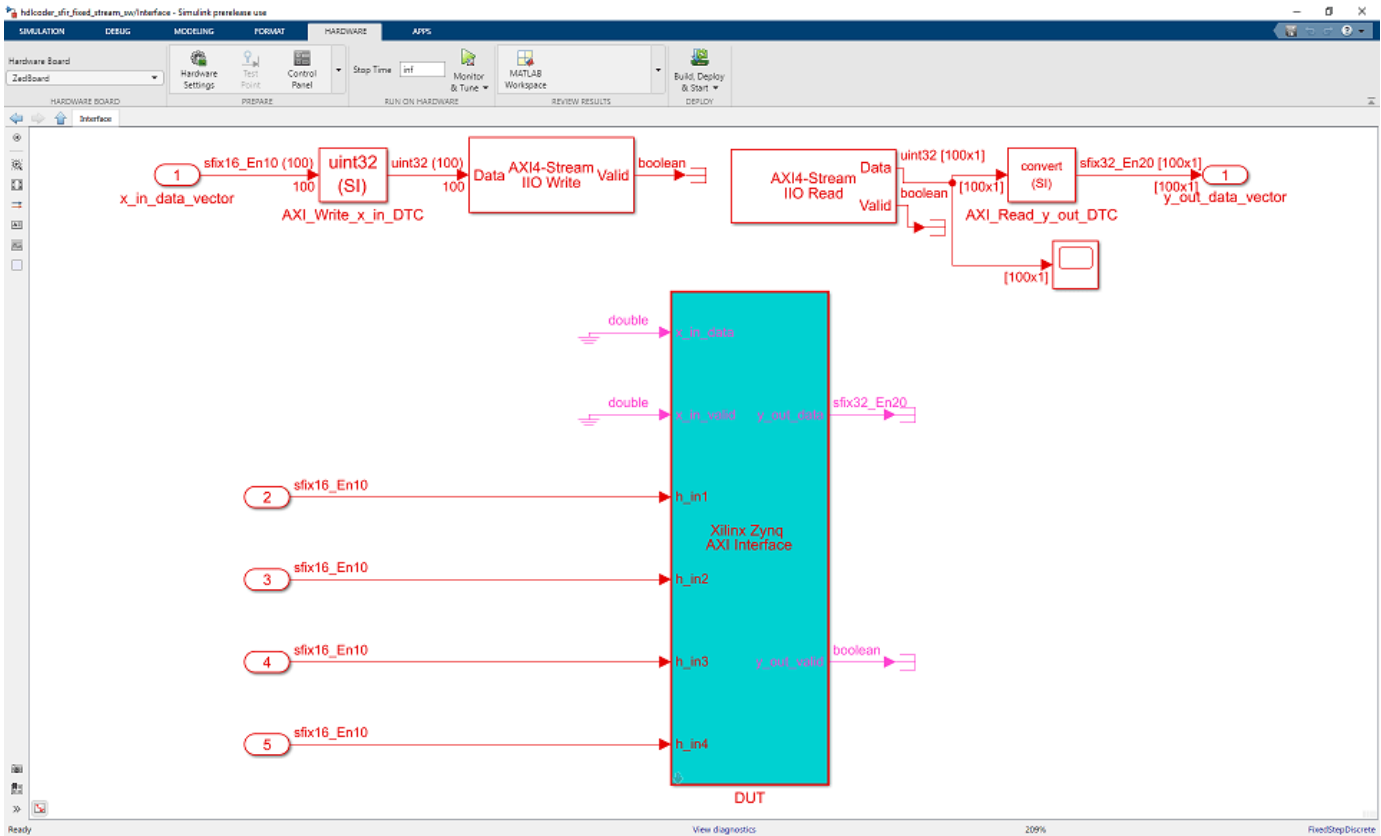 hdlcoder_sfir_fixed_stream_sw/Interface - Simulink prerelease use
SIMULATION DEBUG MODELING FORMAT HARDWARE APPS
Hardware Board
ZedBoard
HARDWARE BOARD
Hardware Settings
Test Point
Control Panel
PREPARE
Stop Time inf
Monitor & Tune
RUN ON HARDWARE
MATLAB Workspace
REVIEW RESULTS
Build, Deploy & Start
DEPLOY
Interface
1
x_in_data_vector
sfix16_En10 (100)
100
uint32
(SI)
AXI_Write_x_in_DTC
uint32 (100)
100
Data
AXI4-Stream
IIO Write
Valid
boolean
AXI4-Stream
IIO Read
Data
Valid
uint32 [100x1]
boolean
[100x1]
convert
(SI)
AXI_Read_y_out_DTC
sfix32_En20 [100x1]
[100x1]
1
y_out_data_vector
[100x1]
double
x_in_data
double
x_in_valid
y_out_data
sfix32_En20
2
sfix16_En10
h_in1
Xilinx Zynq
AXI Interface
3
sfix16_En10
h_in2
4
sfix16_En10
h_in3
y_out_valid
boolean
5
sfix16_En10
h_in4
DUT
Ready
View diagnostics
209%
FixedStepDiscrete